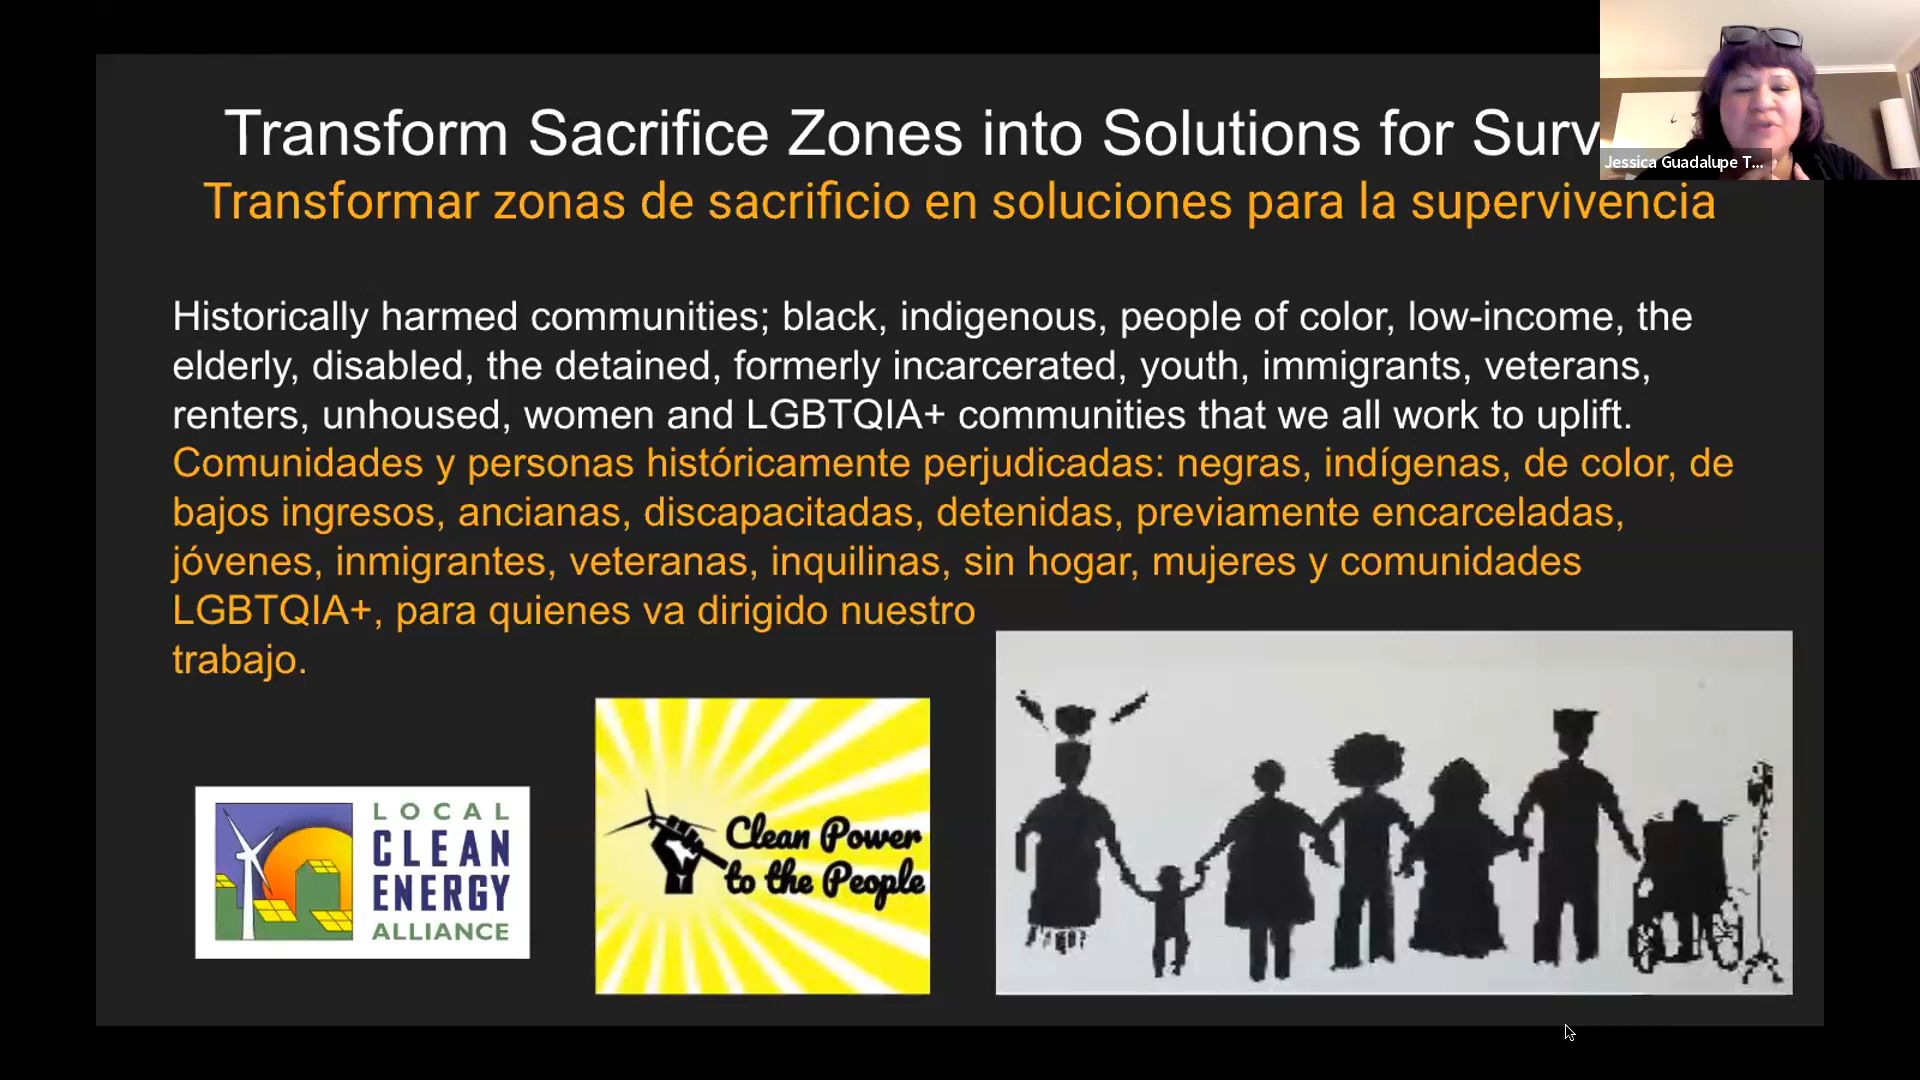 Transform Sacrifice Zones into Solutions for Surv
Transformar zonas de sacrificio en soluciones para la supervivencia
Jessica Guadalupe T...
Historically harmed communities; black, indigenous, people of color, low-income, the
elderly, disabled, the detained, formerly incarcerated, youth, immigrants, veterans,
renters, unhoused, women and LGBTQIA+ communities that we all work to uplift.
Comunidades y personas históricamente perjudicadas: negras, indígenas, de color, de
bajos ingresos, ancianas, discapacitadas, detenidas, previamente encarceladas,
jóvenes, inmigrantes, veteranas, inquilinas, sin hogar, mujeres y comunidades
LGBTQIA+, para quienes va dirigido nuestro
trabajo.
LOCAL
CLEAN
ENERGY
ALLIANCE
Clean Power
to the People